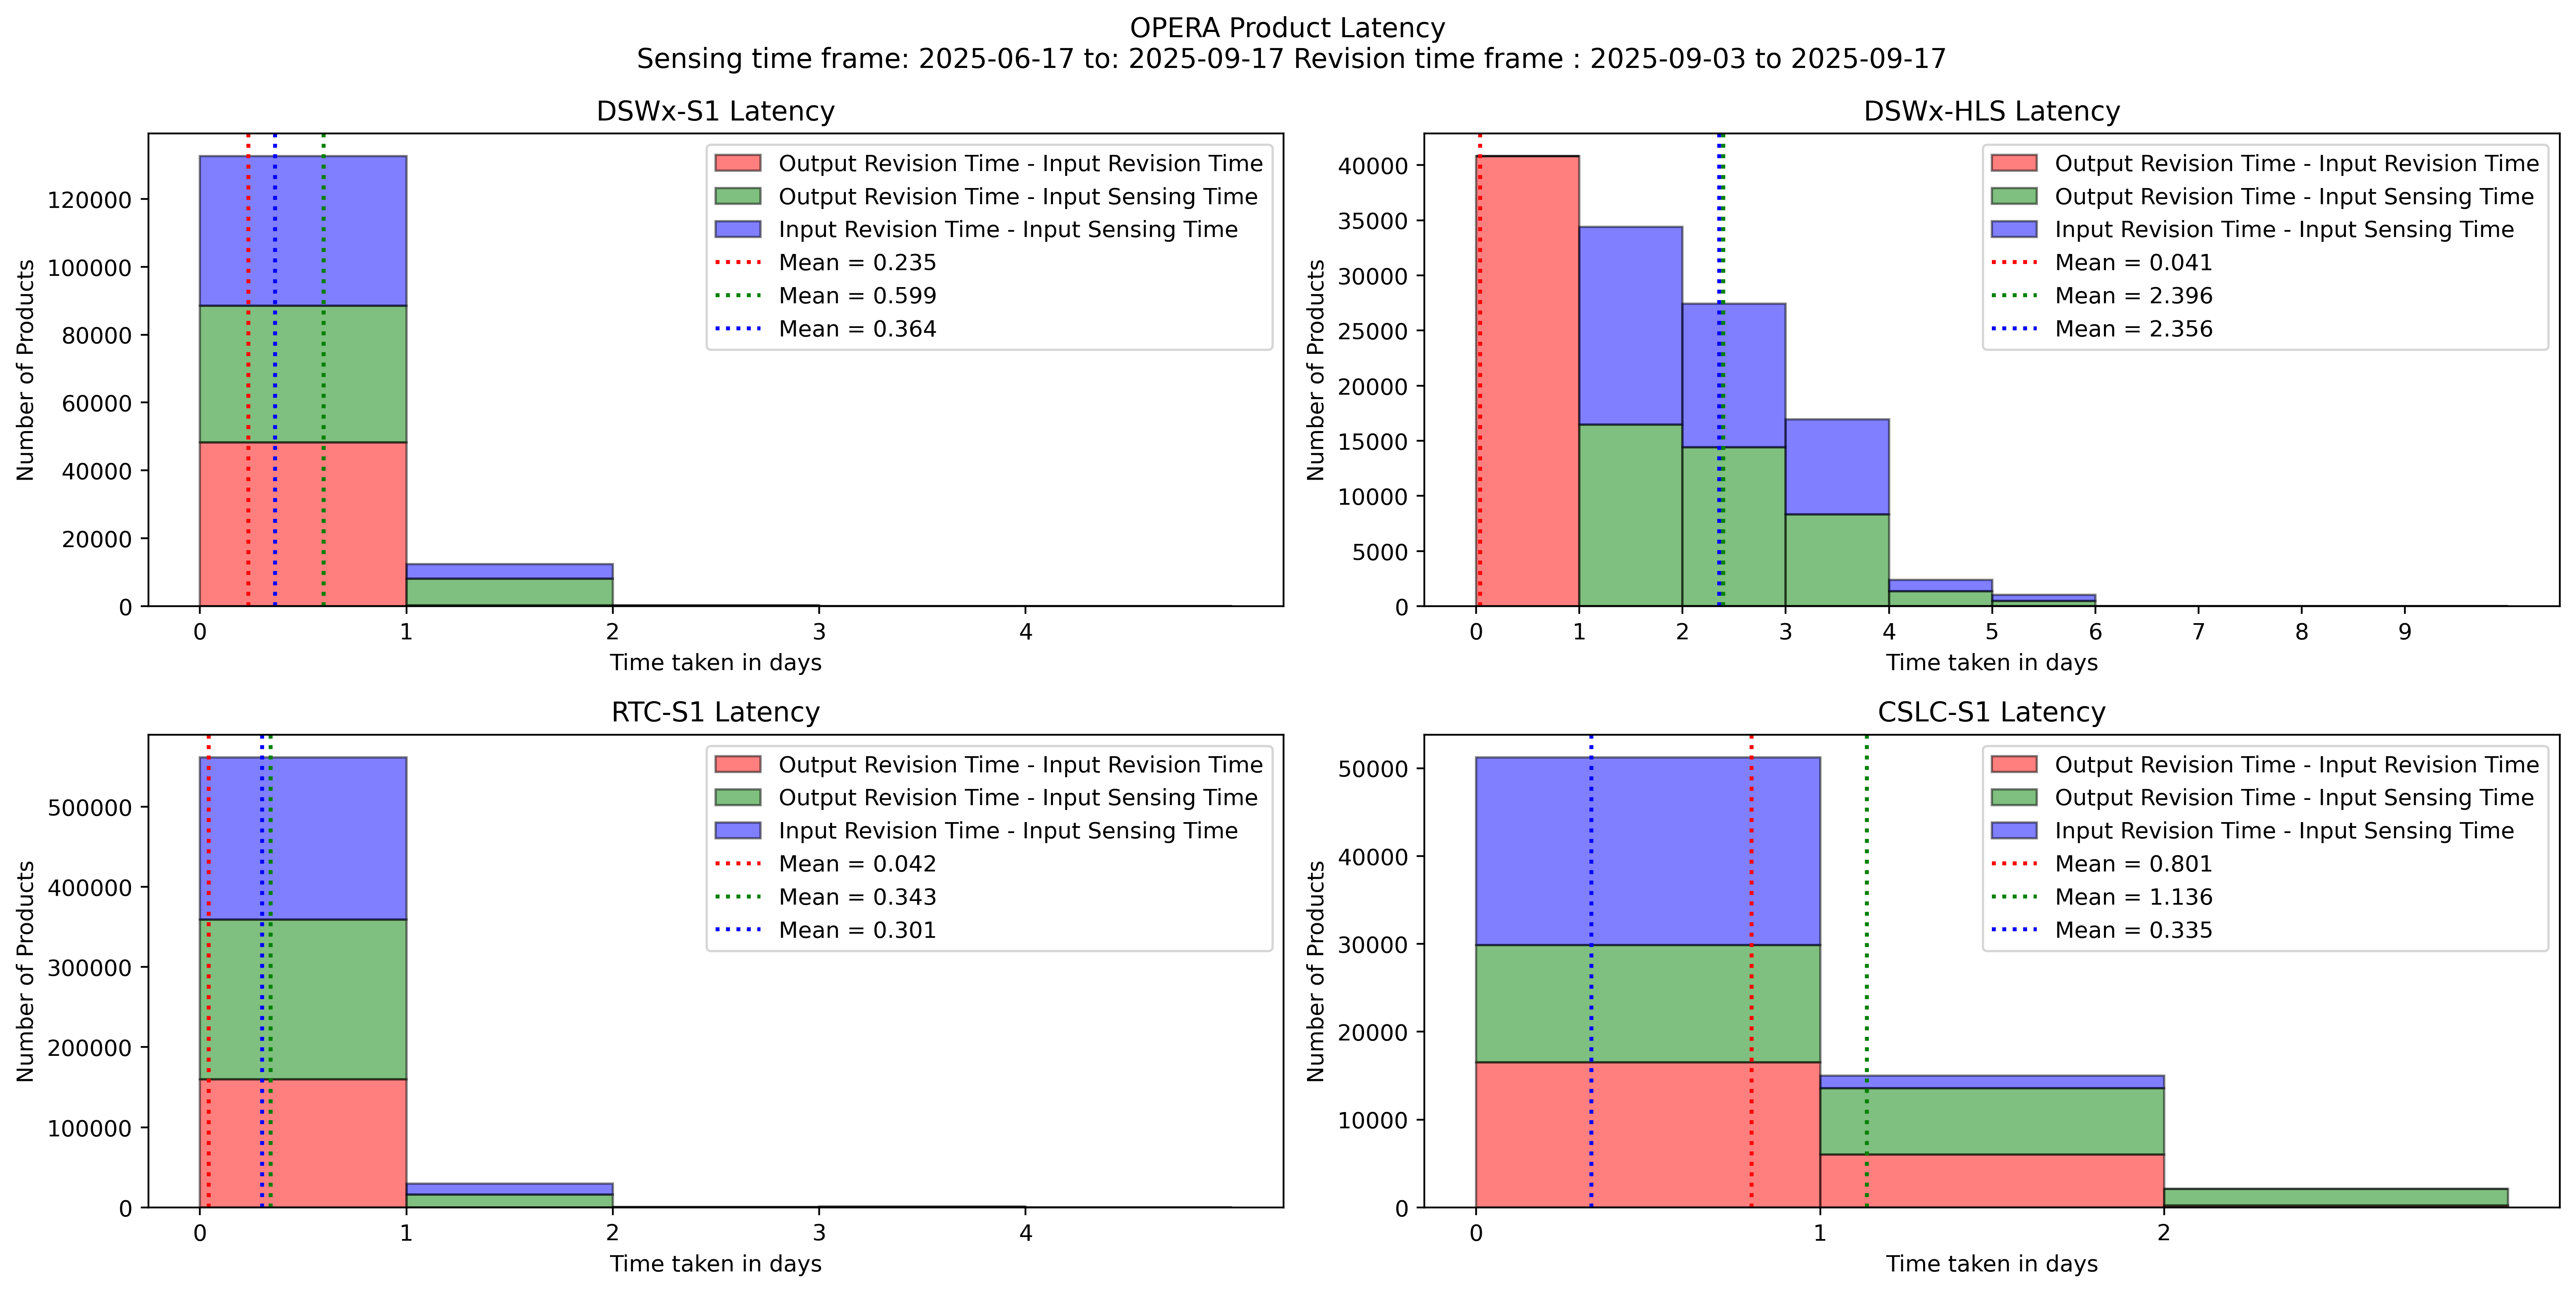 OPERA Product Latency
Sensing time frame: 2025-06-17 to: 2025-09-17 Revision time frame : 2025-09-03 to 2025-09-17
DSWx-S1 Latency
Number of Products
120000
100000
80000
60000
40000
20000
0
0 1 2 3 4
Time taken in days
Output Revision Time - Input Revision Time
Output Revision Time - Input Sensing Time
Input Revision Time - Input Sensing Time
Mean = 0.235
Mean = 0.599
Mean = 0.364
DSWx-HLS Latency
Number of Products
40000
35000
30000
25000
20000
15000
10000
5000
0
0 1 2 3 4 5 6 7 8 9
Time taken in days
Output Revision Time - Input Revision Time
Output Revision Time - Input Sensing Time
Input Revision Time - Input Sensing Time
Mean = 0.041
Mean = 2.396
Mean = 2.356
RTC-S1 Latency
Number of Products
500000
400000
300000
200000
100000
0
0 1 2 3 4
Time taken in days
Output Revision Time - Input Revision Time
Output Revision Time - Input Sensing Time
Input Revision Time - Input Sensing Time
Mean = 0.042
Mean = 0.343
Mean = 0.301
CSLC-S1 Latency
Number of Products
50000
40000
30000
20000
10000
0
0 1 2
Time taken in days
Output Revision Time - Input Revision Time
Output Revision Time - Input Sensing Time
Input Revision Time - Input Sensing Time
Mean = 0.801
Mean = 1.136
Mean = 0.335